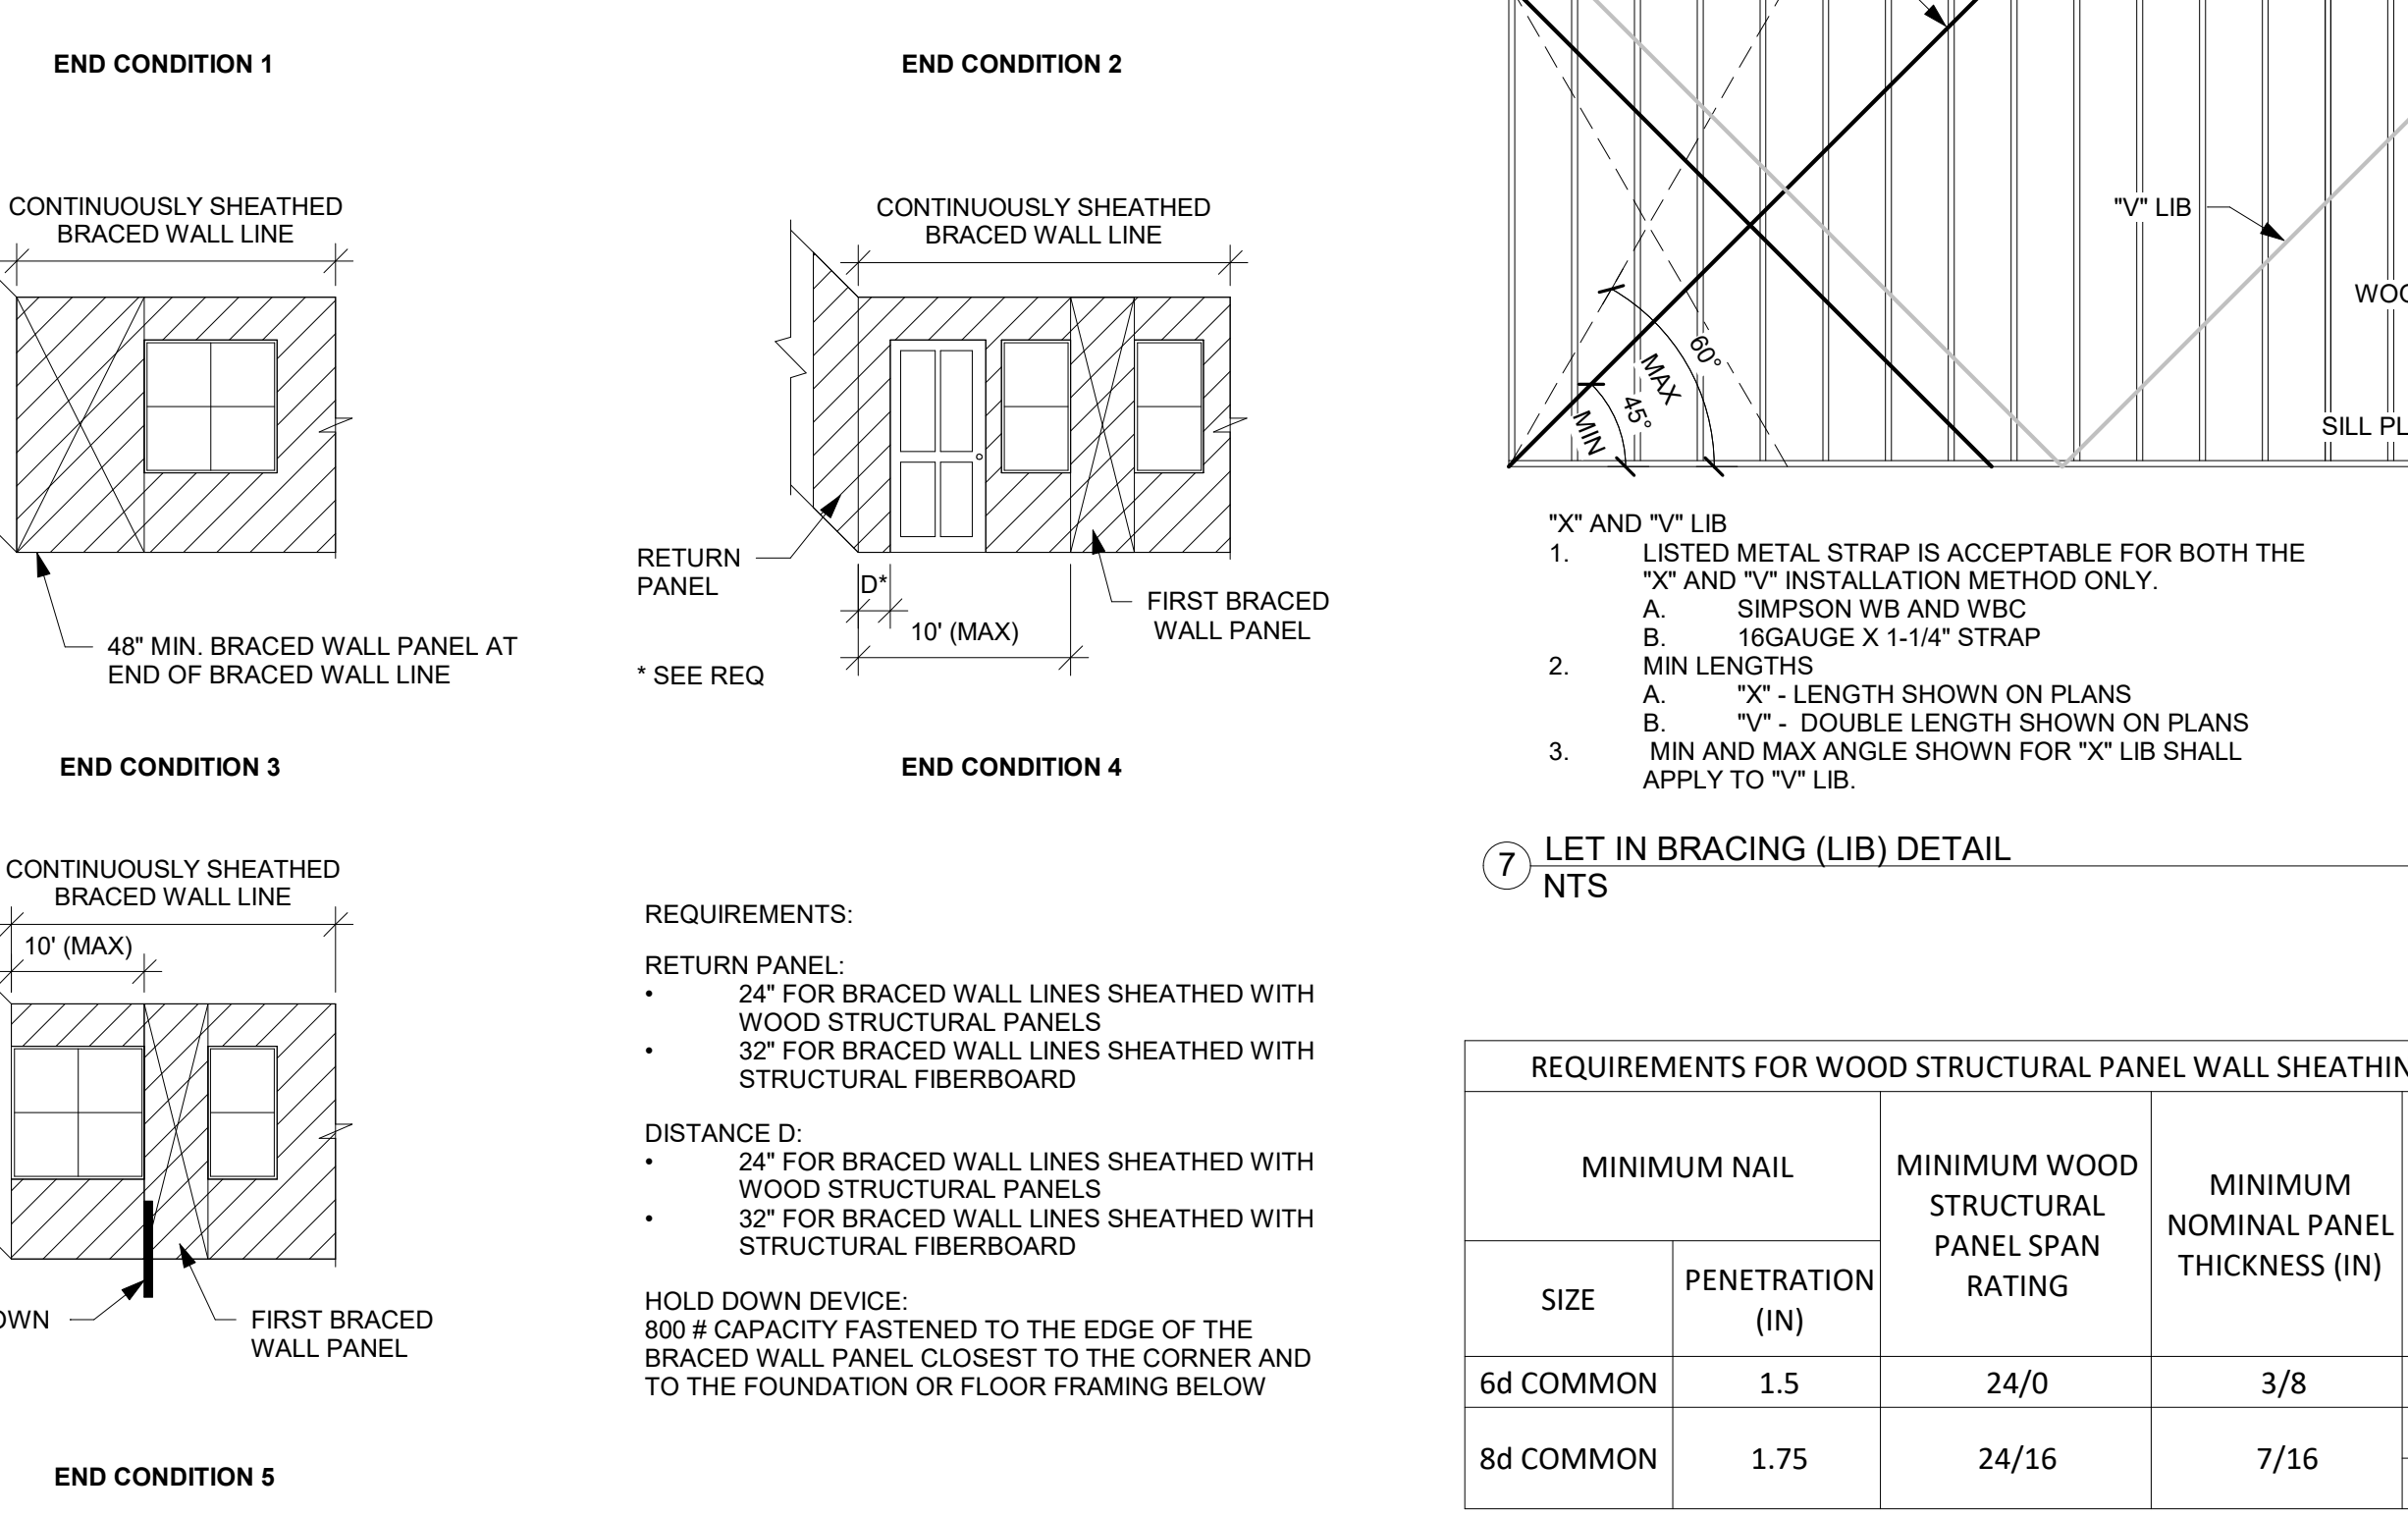 END CONDITION 1
END CONDITION 2
CONTINUOUSLY SHEATHED
BRACED WALL LINE
48" MIN. BRACED WALL PANEL AT
END OF BRACED WALL LINE
CONTINUOUSLY SHEATHED
BRACED WALL LINE
RETURN
PANEL
D*
10' (MAX)
FIRST BRACED
WALL PANEL
* SEE REQ
END CONDITION 3
END CONDITION 4
CONTINUOUSLY SHEATHED
BRACED WALL LINE
10' (MAX)
OWN
FIRST BRACED
WALL PANEL
END CONDITION 5
REQUIREMENTS:
RETURN PANEL:
• 24" FOR BRACED WALL LINES SHEATHED WITH
WOOD STRUCTURAL PANELS
• 32" FOR BRACED WALL LINES SHEATHED WITH
STRUCTURAL FIBERBOARD
DISTANCE D:
• 24" FOR BRACED WALL LINES SHEATHED WITH
WOOD STRUCTURAL PANELS
• 32" FOR BRACED WALL LINES SHEATHED WITH
STRUCTURAL FIBERBOARD
HOLD DOWN DEVICE:
800 # CAPACITY FASTENED TO THE EDGE OF THE
BRACED WALL PANEL CLOSEST TO THE CORNER AND
TO THE FOUNDATION OR FLOOR FRAMING BELOW
"V" LIB
WOO
SILL PL
60°
MAX
45°
MIN
"X" AND "V" LIB
1. LISTED METAL STRAP IS ACCEPTABLE FOR BOTH THE
"X" AND "V" INSTALLATION METHOD ONLY.
A. SIMPSON WB AND WBC
B. 16GAUGE X 1-1/4" STRAP
2. MIN LENGTHS
A. "X" - LENGTH SHOWN ON PLANS
B. "V" - DOUBLE LENGTH SHOWN ON PLANS
3. MIN AND MAX ANGLE SHOWN FOR "X" LIB SHALL
APPLY TO "V" LIB.
7 LET IN BRACING (LIB) DETAIL
NTS
REQUIREMENTS FOR WOOD STRUCTURAL PANEL WALL SHEATHIN
MINIMUM NAIL
SIZE
PENETRATION
(IN)
MINIMUM WOOD
STRUCTURAL
PANEL SPAN
RATING
MINIMUM
NOMINAL PANEL
THICKNESS (IN)
6d COMMON 1.5 24/0 3/8
8d COMMON 1.75 24/16 7/16